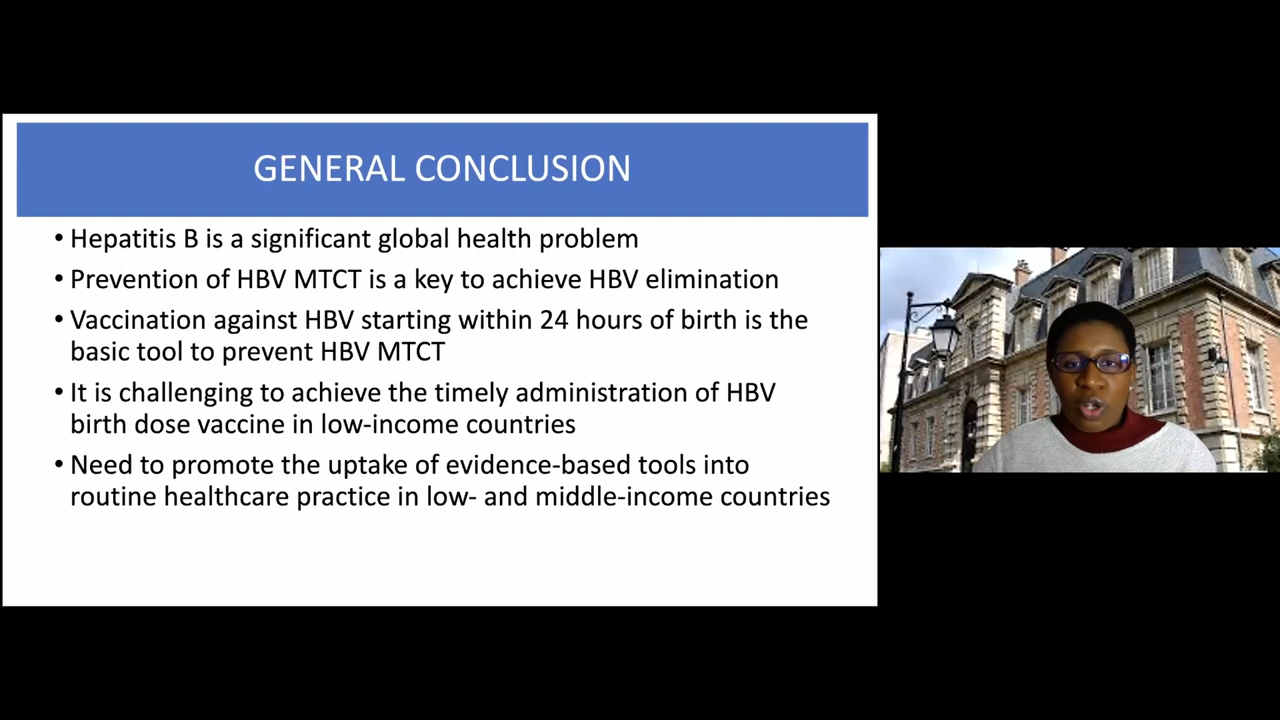 GENERAL CONCLUSION
• Hepatitis B is a significant global health problem
• Prevention of HBV MTCT is a key to achieve HBV elimination
• Vaccination against HBV starting within 24 hours of birth is the
basic tool to prevent HBV MTCT
• It is challenging to achieve the timely administration of HBV
birth dose vaccine in low-income countries
• Need to promote the uptake of evidence-based tools into
routine healthcare practice in low- and middle-income countries